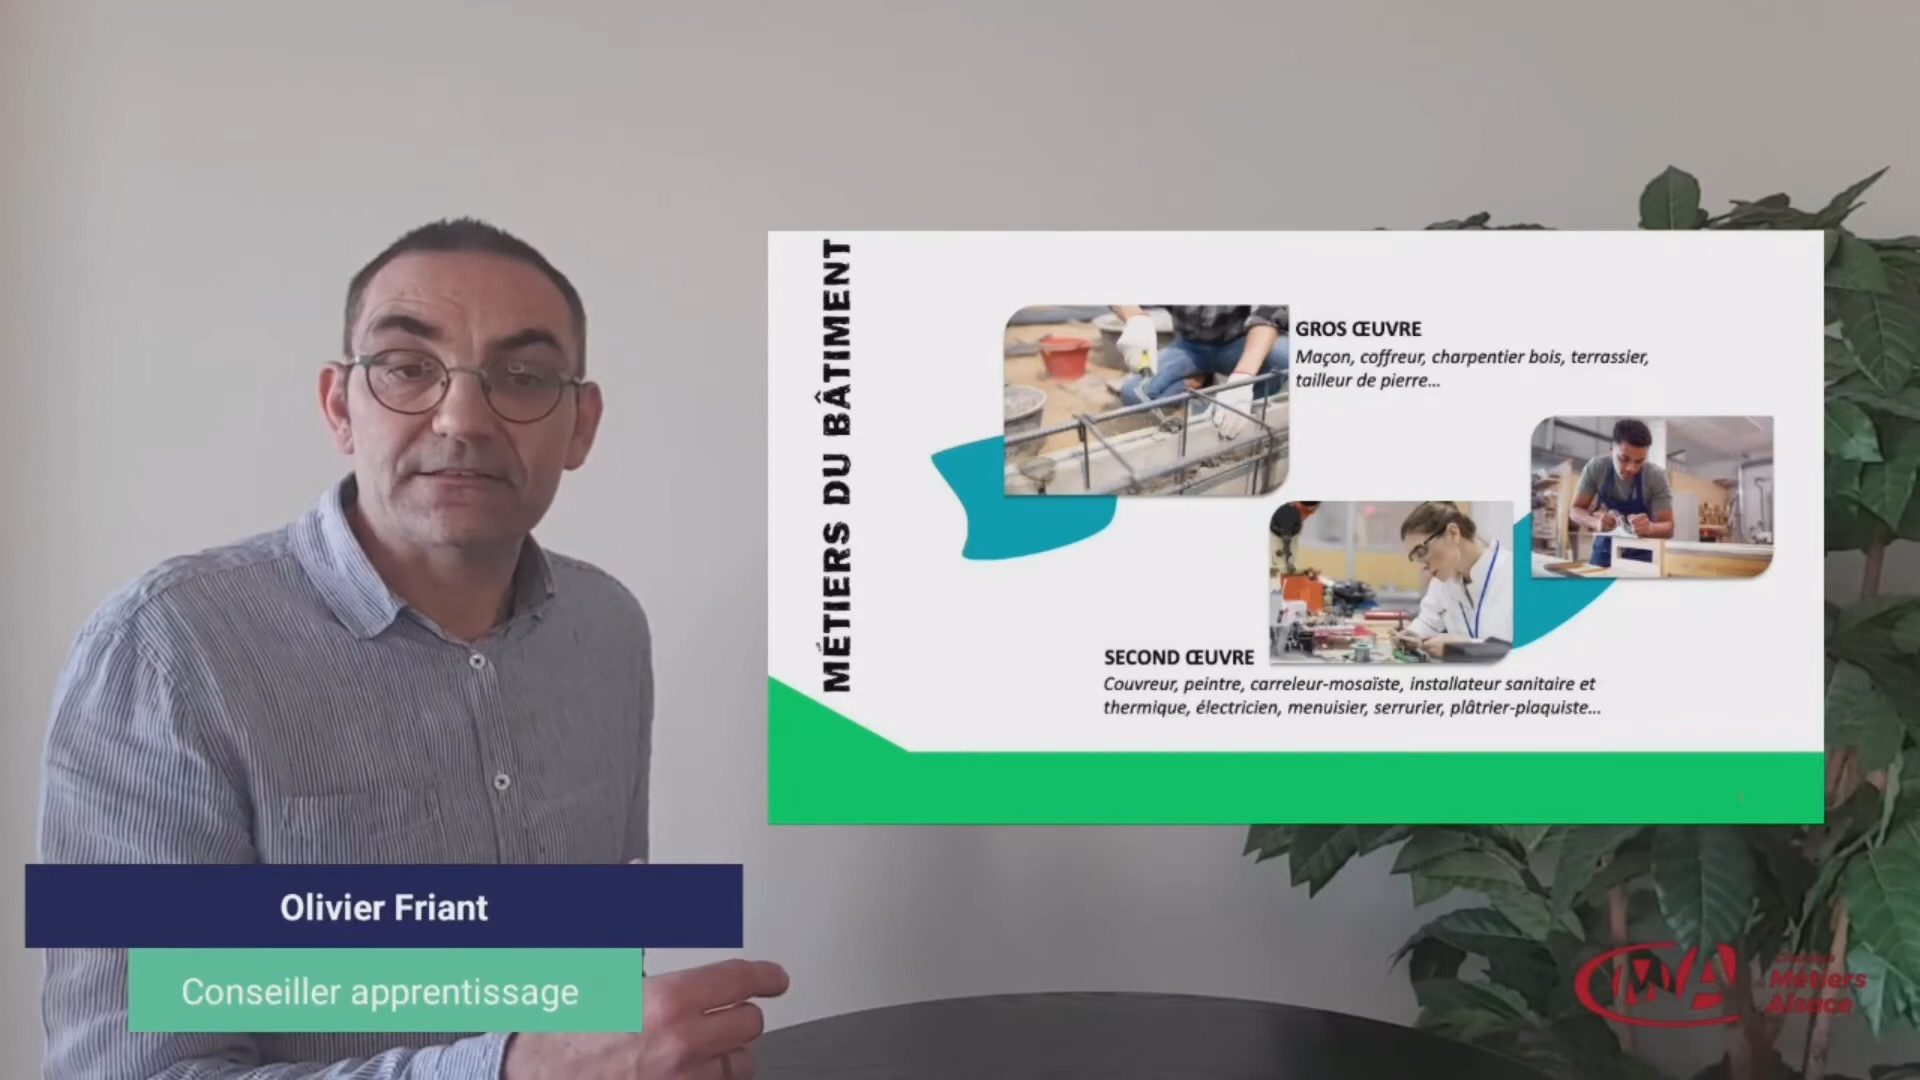 MÉTIERS DU BÂTIMENT
GROS ŒUVRE
Maçon, coffreur, charpentier bois, terrassier,
tailleur de pierre...
SECOND ŒUVRE
Couvreur, peintre, carreleur-mosaïste, installateur sanitaire et
thermique, électricien, menuisier, serrurier, plâtrier-plaquiste...
Olivier Friant
Conseiller apprentissage
CMA
Métiers
Alsace